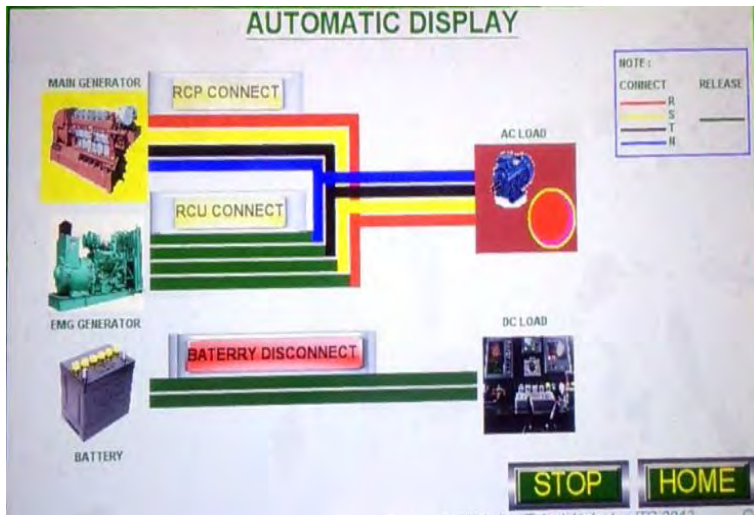 AUTOMATIC DISPLAY
MAIN GENERATOR
RCP CONNECT
NOTE :
CONNECT RELEASE
R
S
T
N
AC LOAD
RCU CONNECT
EMG GENERATOR
DC LOAD
BATERRY DISCONNECT
BATTERY
STOP
HOME